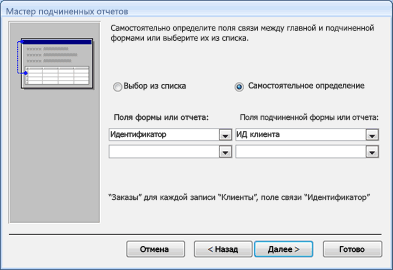 Мастер подчиненных отчетов
Самостоятельно определите поля связи между главной и подчиненной
формами или выберите их из списка.
Выбор из списка
Самостоятельное определение
Поля формы или отчета:
Поля подчиненной формы или отчета:
Идентификатор
ИД клиента
"Заказы" для каждой записи "Клиенты", поле связи "Идентификатор"
Отмена
< Назад
Далее >
Готово